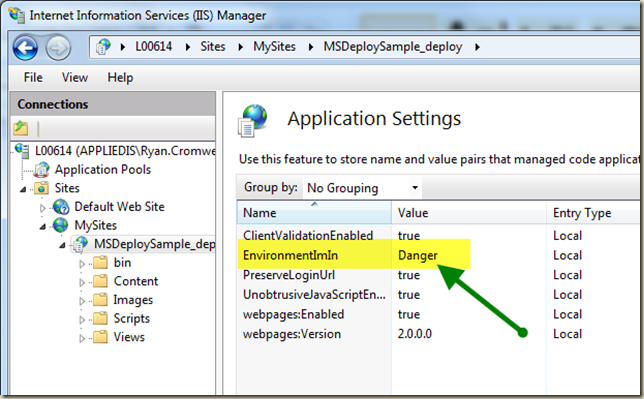 Internet Information Services (IIS) Manager
L00614 Sites MySites MSDeploySample_deploy
File View Help
Connections
L00614 (APPLIEDIS\Ryan.Cromwe
Application Pools
Sites
Default Web Site
MySites
MSDeploySample_dep
bin
Content
Images
Scripts
Views
Application Settings
Use this feature to store name and value pairs that managed code applicat
Group by: No Grouping
Name Value Entry Type
ClientValidationEnabled true Local
EnvironmentImIn Danger Local
PreserveLoginUrl true Local
UnobtrusiveJavaScriptEn... true Local
webpages:Enabled true Local
webpages:Version 2.0.0.0 Local